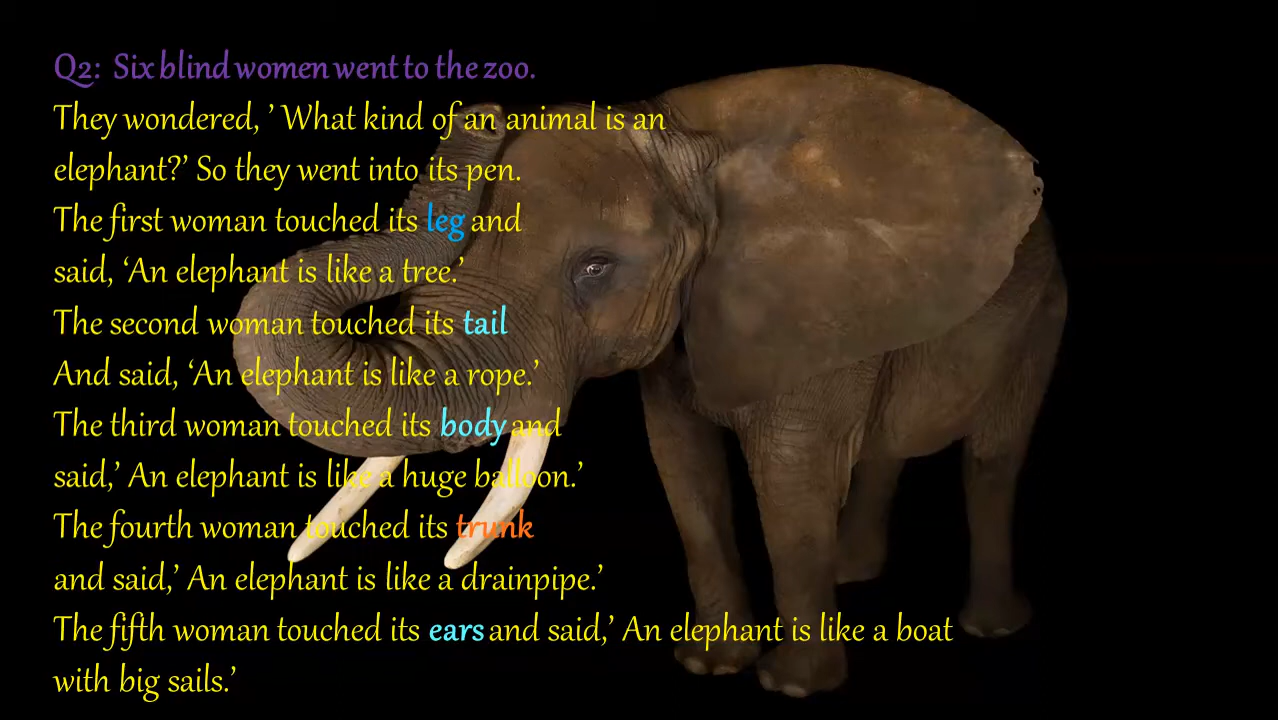 Q2: Six blind women went to the zoo.
They wondered, ’ What kind of an animal is an
elephant?’ So they went into its pen.
The first woman touched its leg and
said, ‘An elephant is like a tree.’
The second woman touched its tail
And said, ‘An elephant is like a rope.’
The third woman touched its body and
said,’ An elephant is like a huge balloon.’
The fourth woman touched its trunk
and said,’ An elephant is like a drainpipe.’
The fifth woman touched its ears and said,’ An elephant is like a boat
with big sails.’